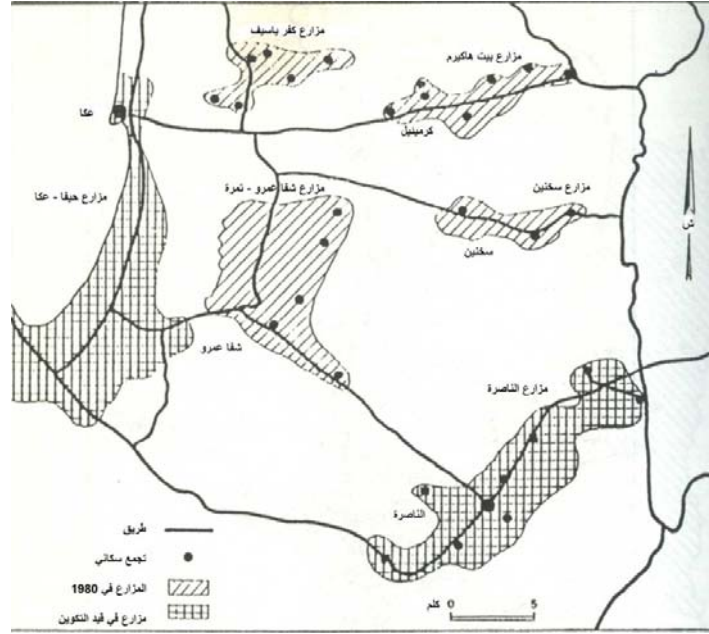 مزارع كفر ياسيف
مزارع بيت هاكيرم
عكا
كرميئيل
مزارع حيفا - عكا
مزارع شفا عمرو - تمرة
مزارع سخنين
ش
سخنين
شفا عمرو
مزارع الناصرة
الناصرة
طريق
تجمع سكاني
المزارع في 1980
مزارع في قيد التكوين
كلم 0 5